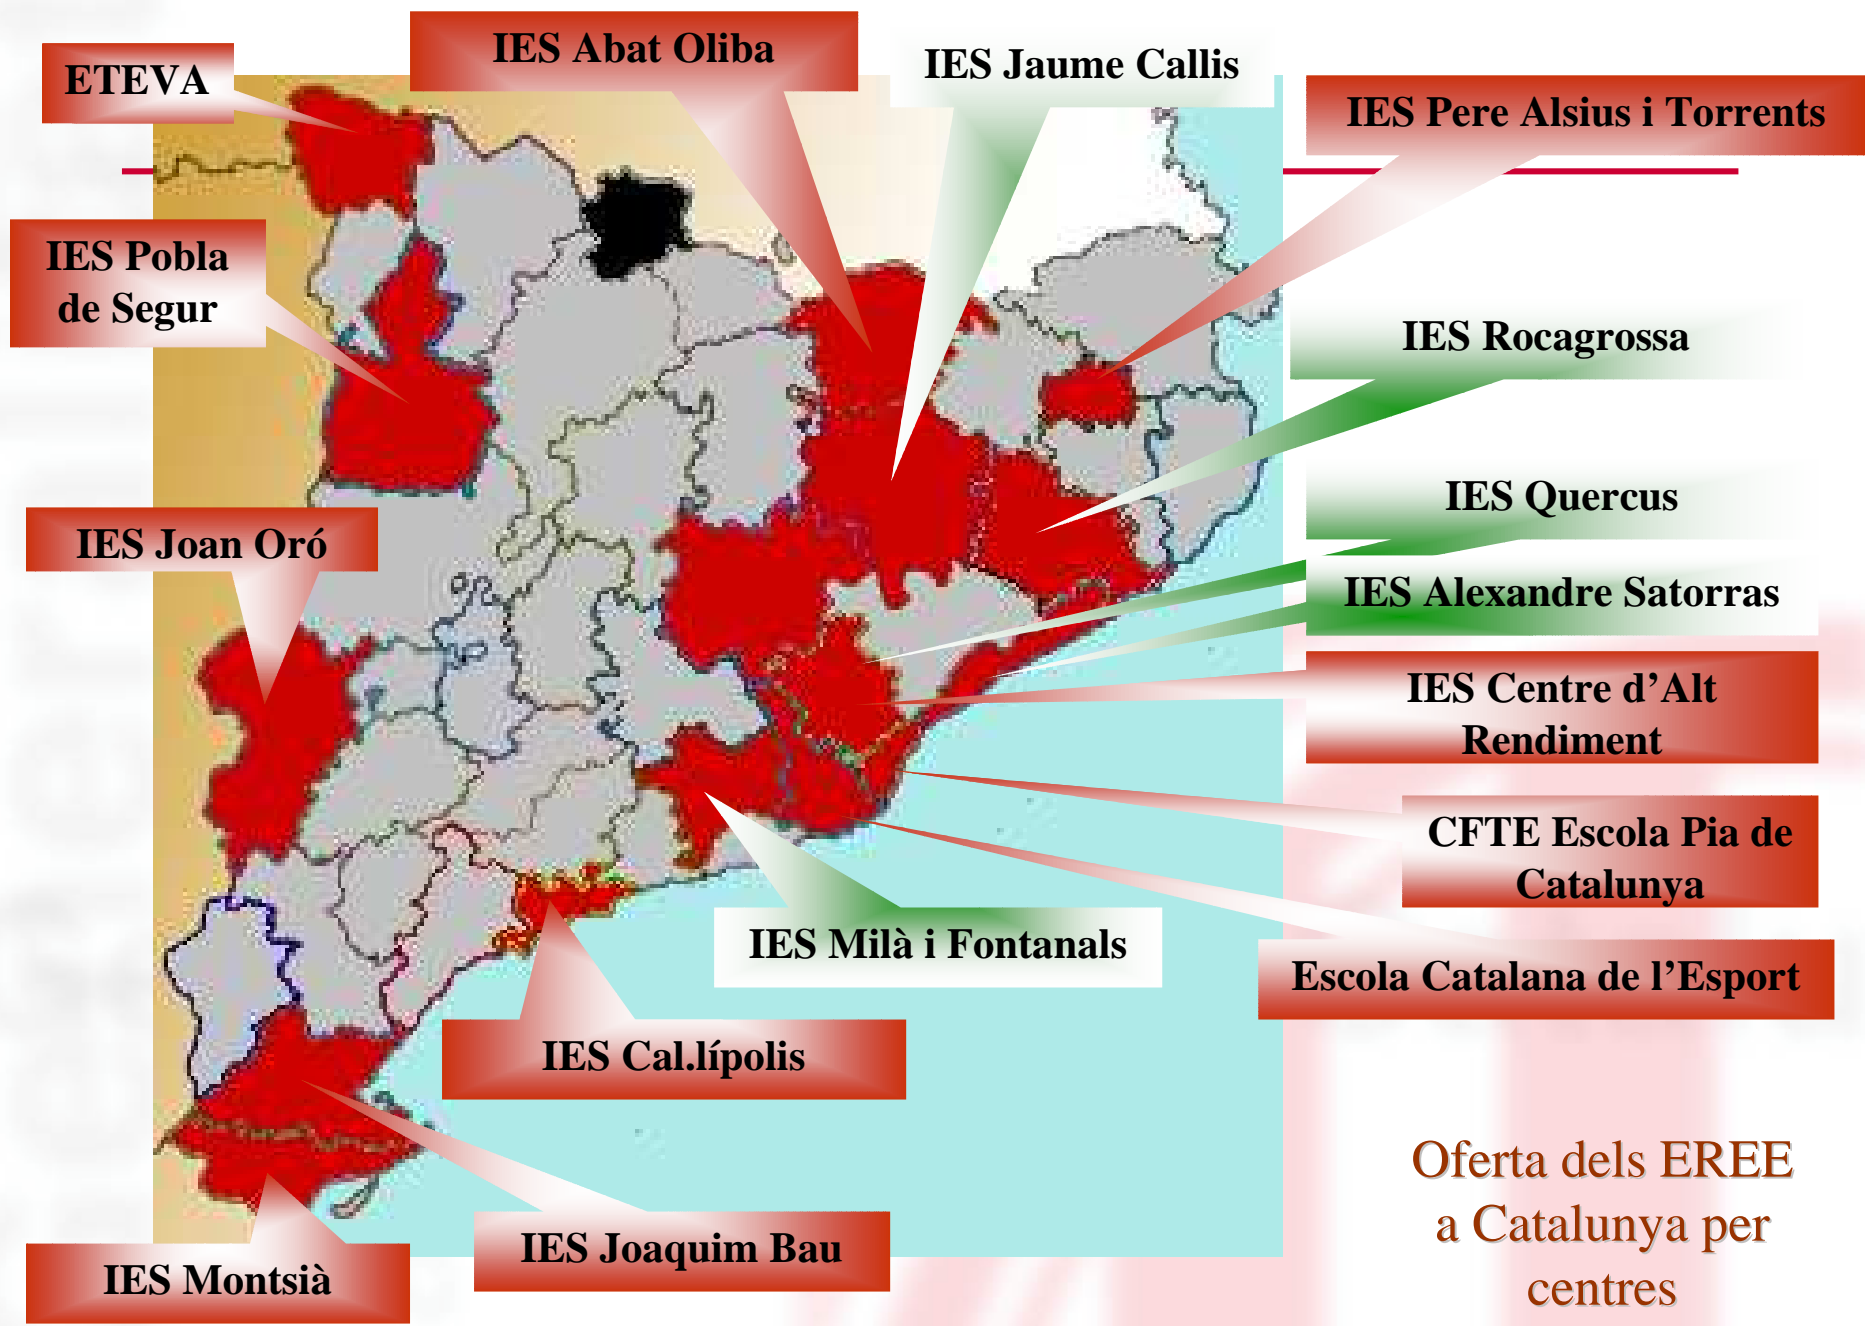 ETEVA
IES Abat Oliba
IES Jaume Callis
IES Pere Alsius i Torrents
IES Pobla
de Segur
IES Rocagrossa
IES Quercus
IES Joan Oró
IES Alexandre Satorras
IES Centre d’Alt
Rendiment
CFTE Escola Pia de
Catalunya
IES Milà i Fontanals
Escola Catalana de l’Esport
IES Cal.lípolis
IES Joaquim Bau
IES Montsià
Oferta dels EREE
a Catalunya per
centres